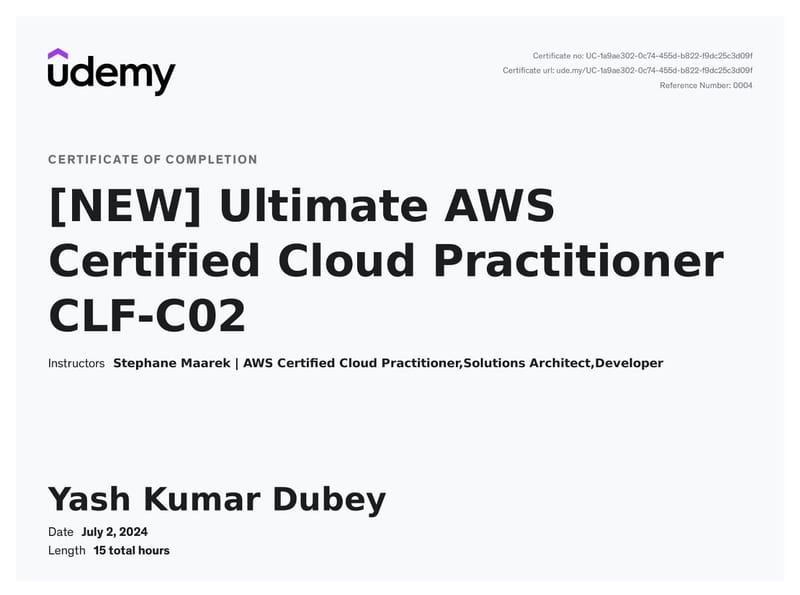 udemy
Certificate no: UC-1a9ae302-0c74-455d-b822-f9dc25c3d09f
Certificate url: ude.my/UC-1a9ae302-0c74-455d-b822-f9dc25c3d09f
Reference Number: 0004
CERTIFICATE OF COMPLETION
[NEW] Ultimate AWS
Certified Cloud Practitioner
CLF-C02
Instructors Stephane Maarek | AWS Certified Cloud Practitioner,Solutions Architect,Developer
Yash Kumar Dubey
Date July 2, 2024
Length 15 total hours